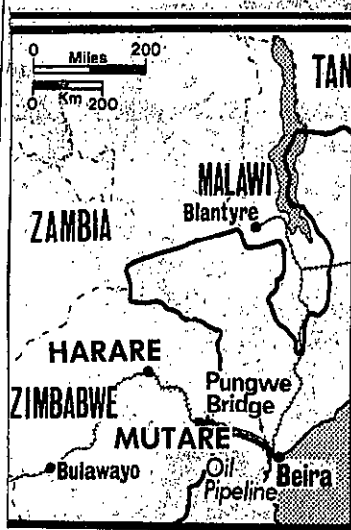 0 200
Miles
0 Km 200
TAN
MALAWI
Blantyre
ZAMBIA
HARARE
Pungwe
Bridge
ZIMBABWE
MUTARE
Bulawayo
Oil
Pipeline
Beira